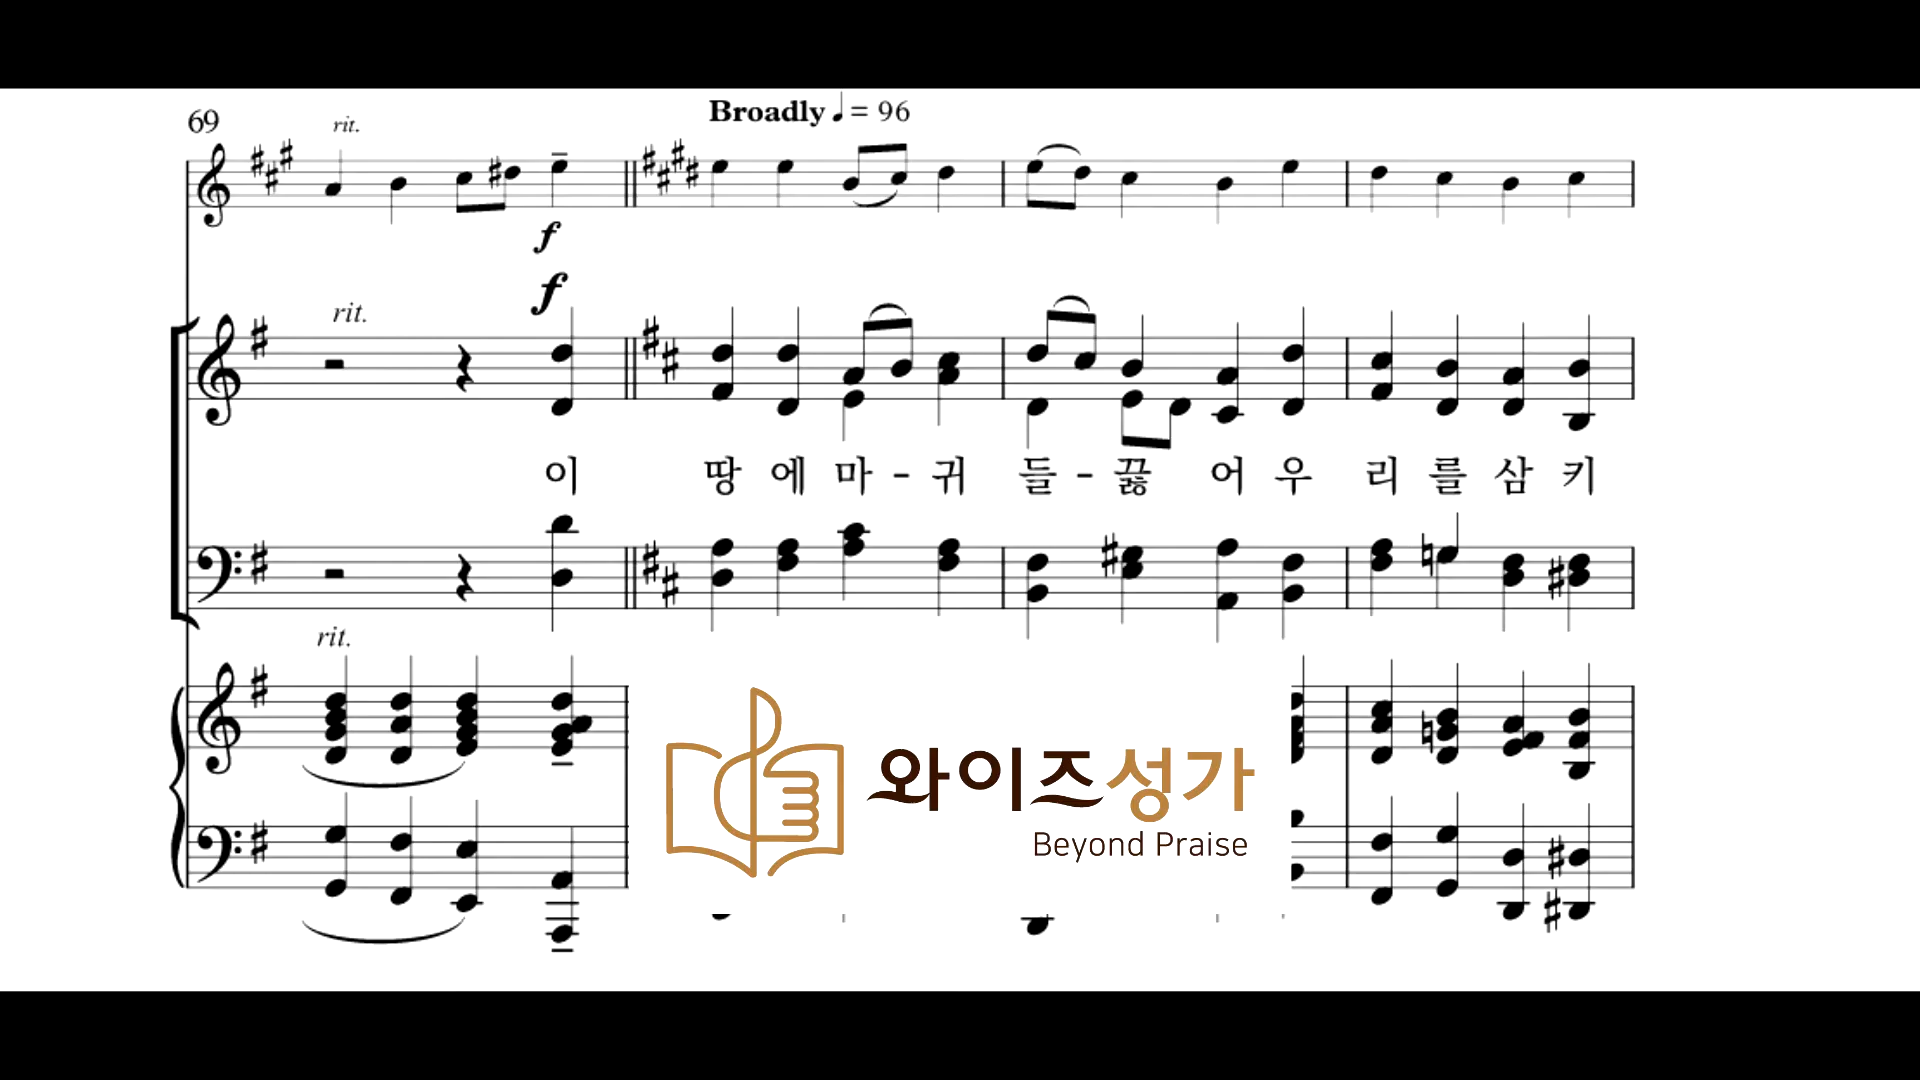 69
rit.
Broadly ♩= 96
f
f
rit.
이 땅 에 마 - 귀 들 - 끓 어 우 리 를 삼 키
rit.
와이즈성가
Beyond Praise